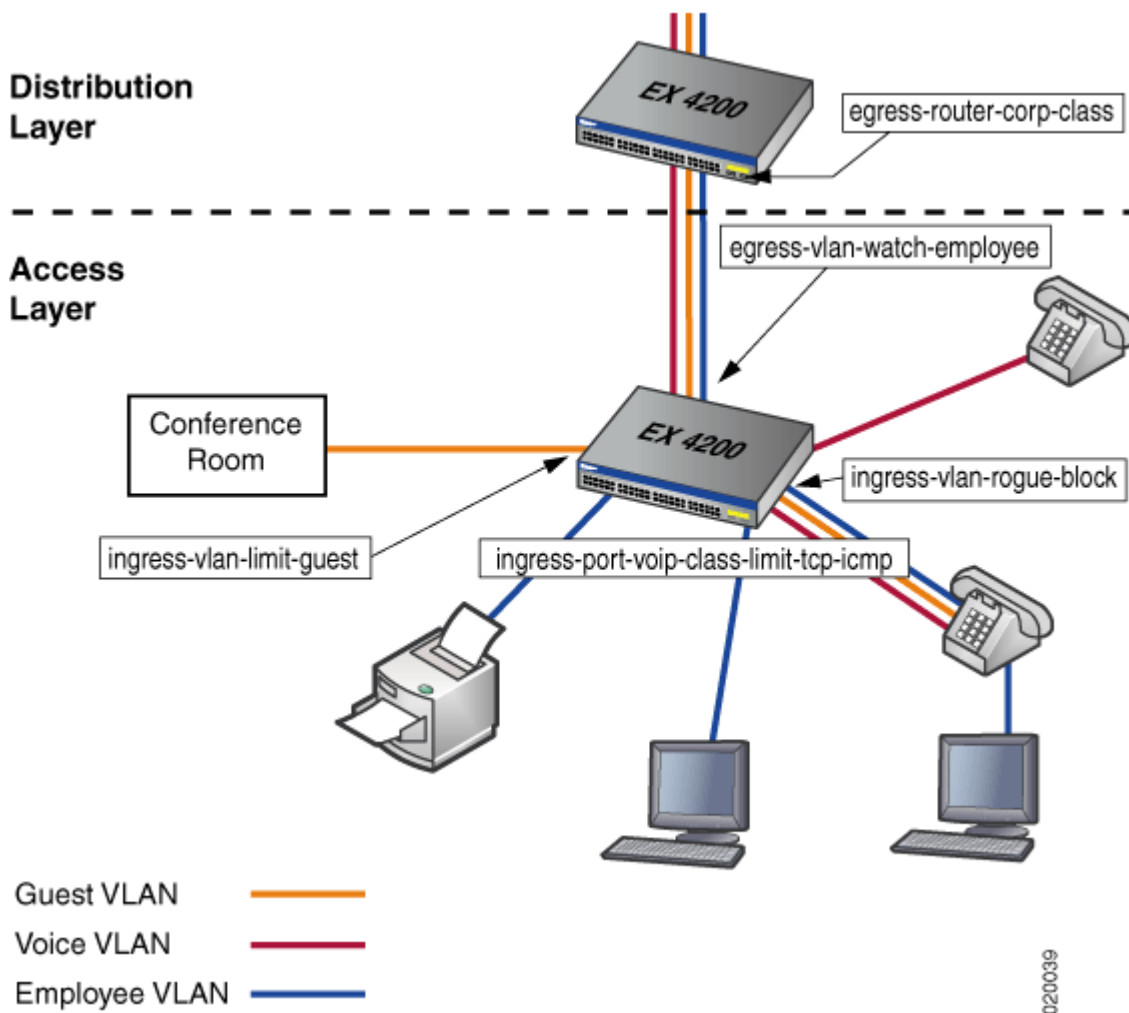 Distribution
Layer
EX 4200
egress-router-corp-class
egress-vlan-watch-employee
Access
Layer
Conference
Room
EX 4200
ingress-vlan-rogue-block
ingress-vlan-limit-guest
ingress-port-voip-class-limit-tcp-icmp
Guest VLAN
Voice VLAN
Employee VLAN
020039